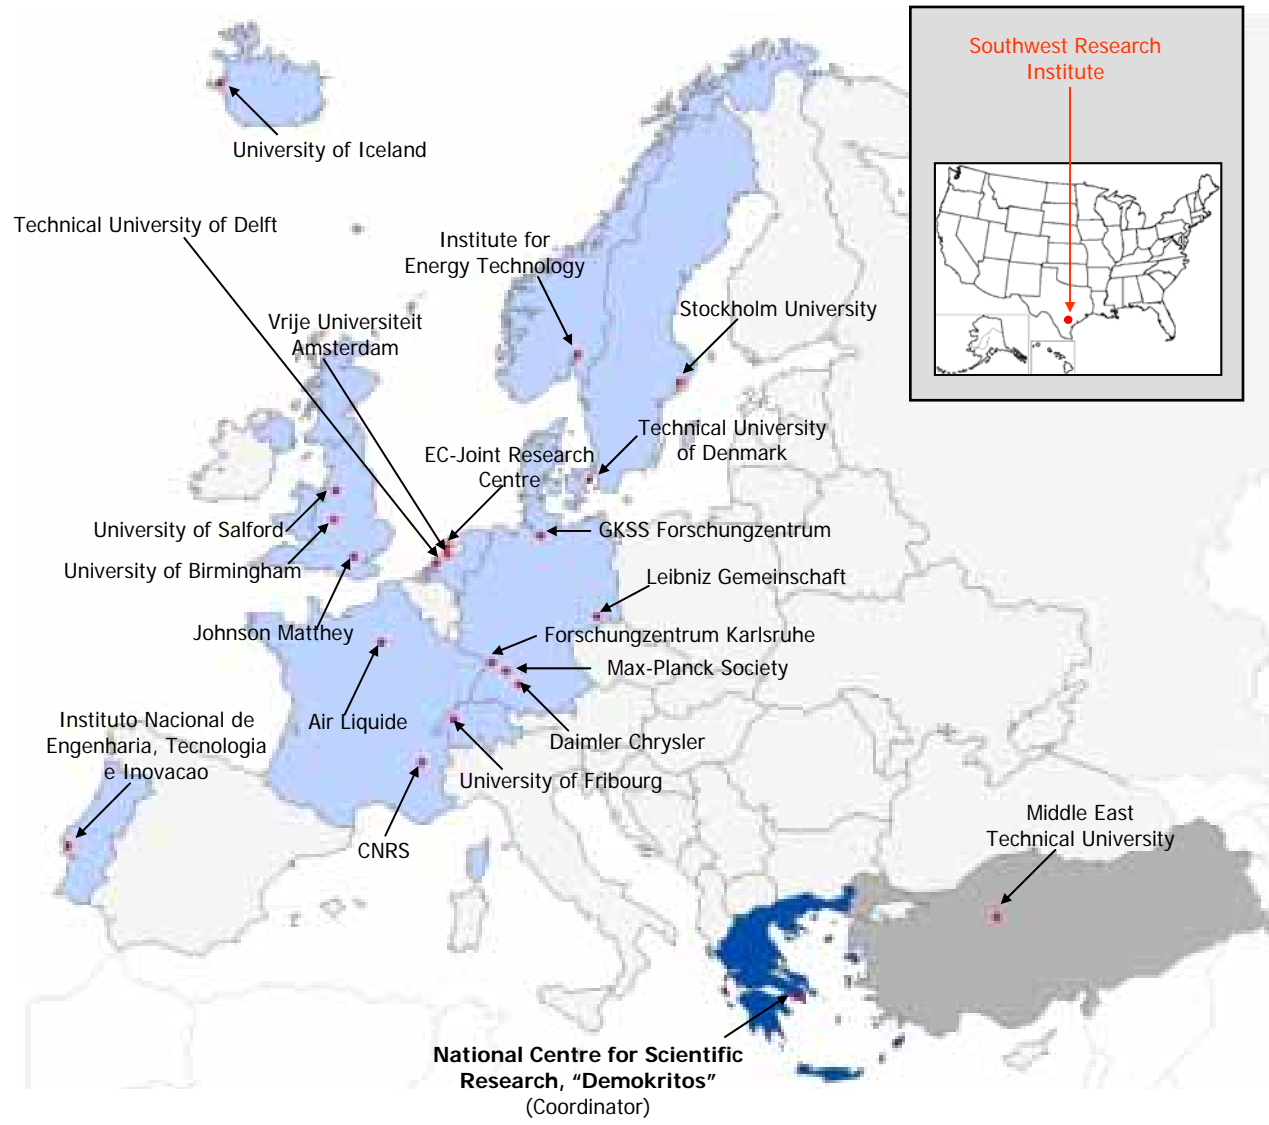 Southwest Research
Institute
University of Iceland
Technical University of Delft
Institute for
Energy Technology
Stockholm University
Vrije Universiteit
Amsterdam
Technical University
of Denmark
EC-Joint Research
Centre
University of Salford
GKSS Forschungzentrum
University of Birmingham
Leibniz Gemeinschaft
Johnson Matthey
Forschungzentrum Karlsruhe
Max-Planck Society
Air Liquide
Instituto Nacional de
Engenharia, Tecnologia
e Inovacao
Daimler Chrysler
University of Fribourg
CNRS
Middle East
Technical University
National Centre for Scientific
Research, “Demokritos”
(Coordinator)